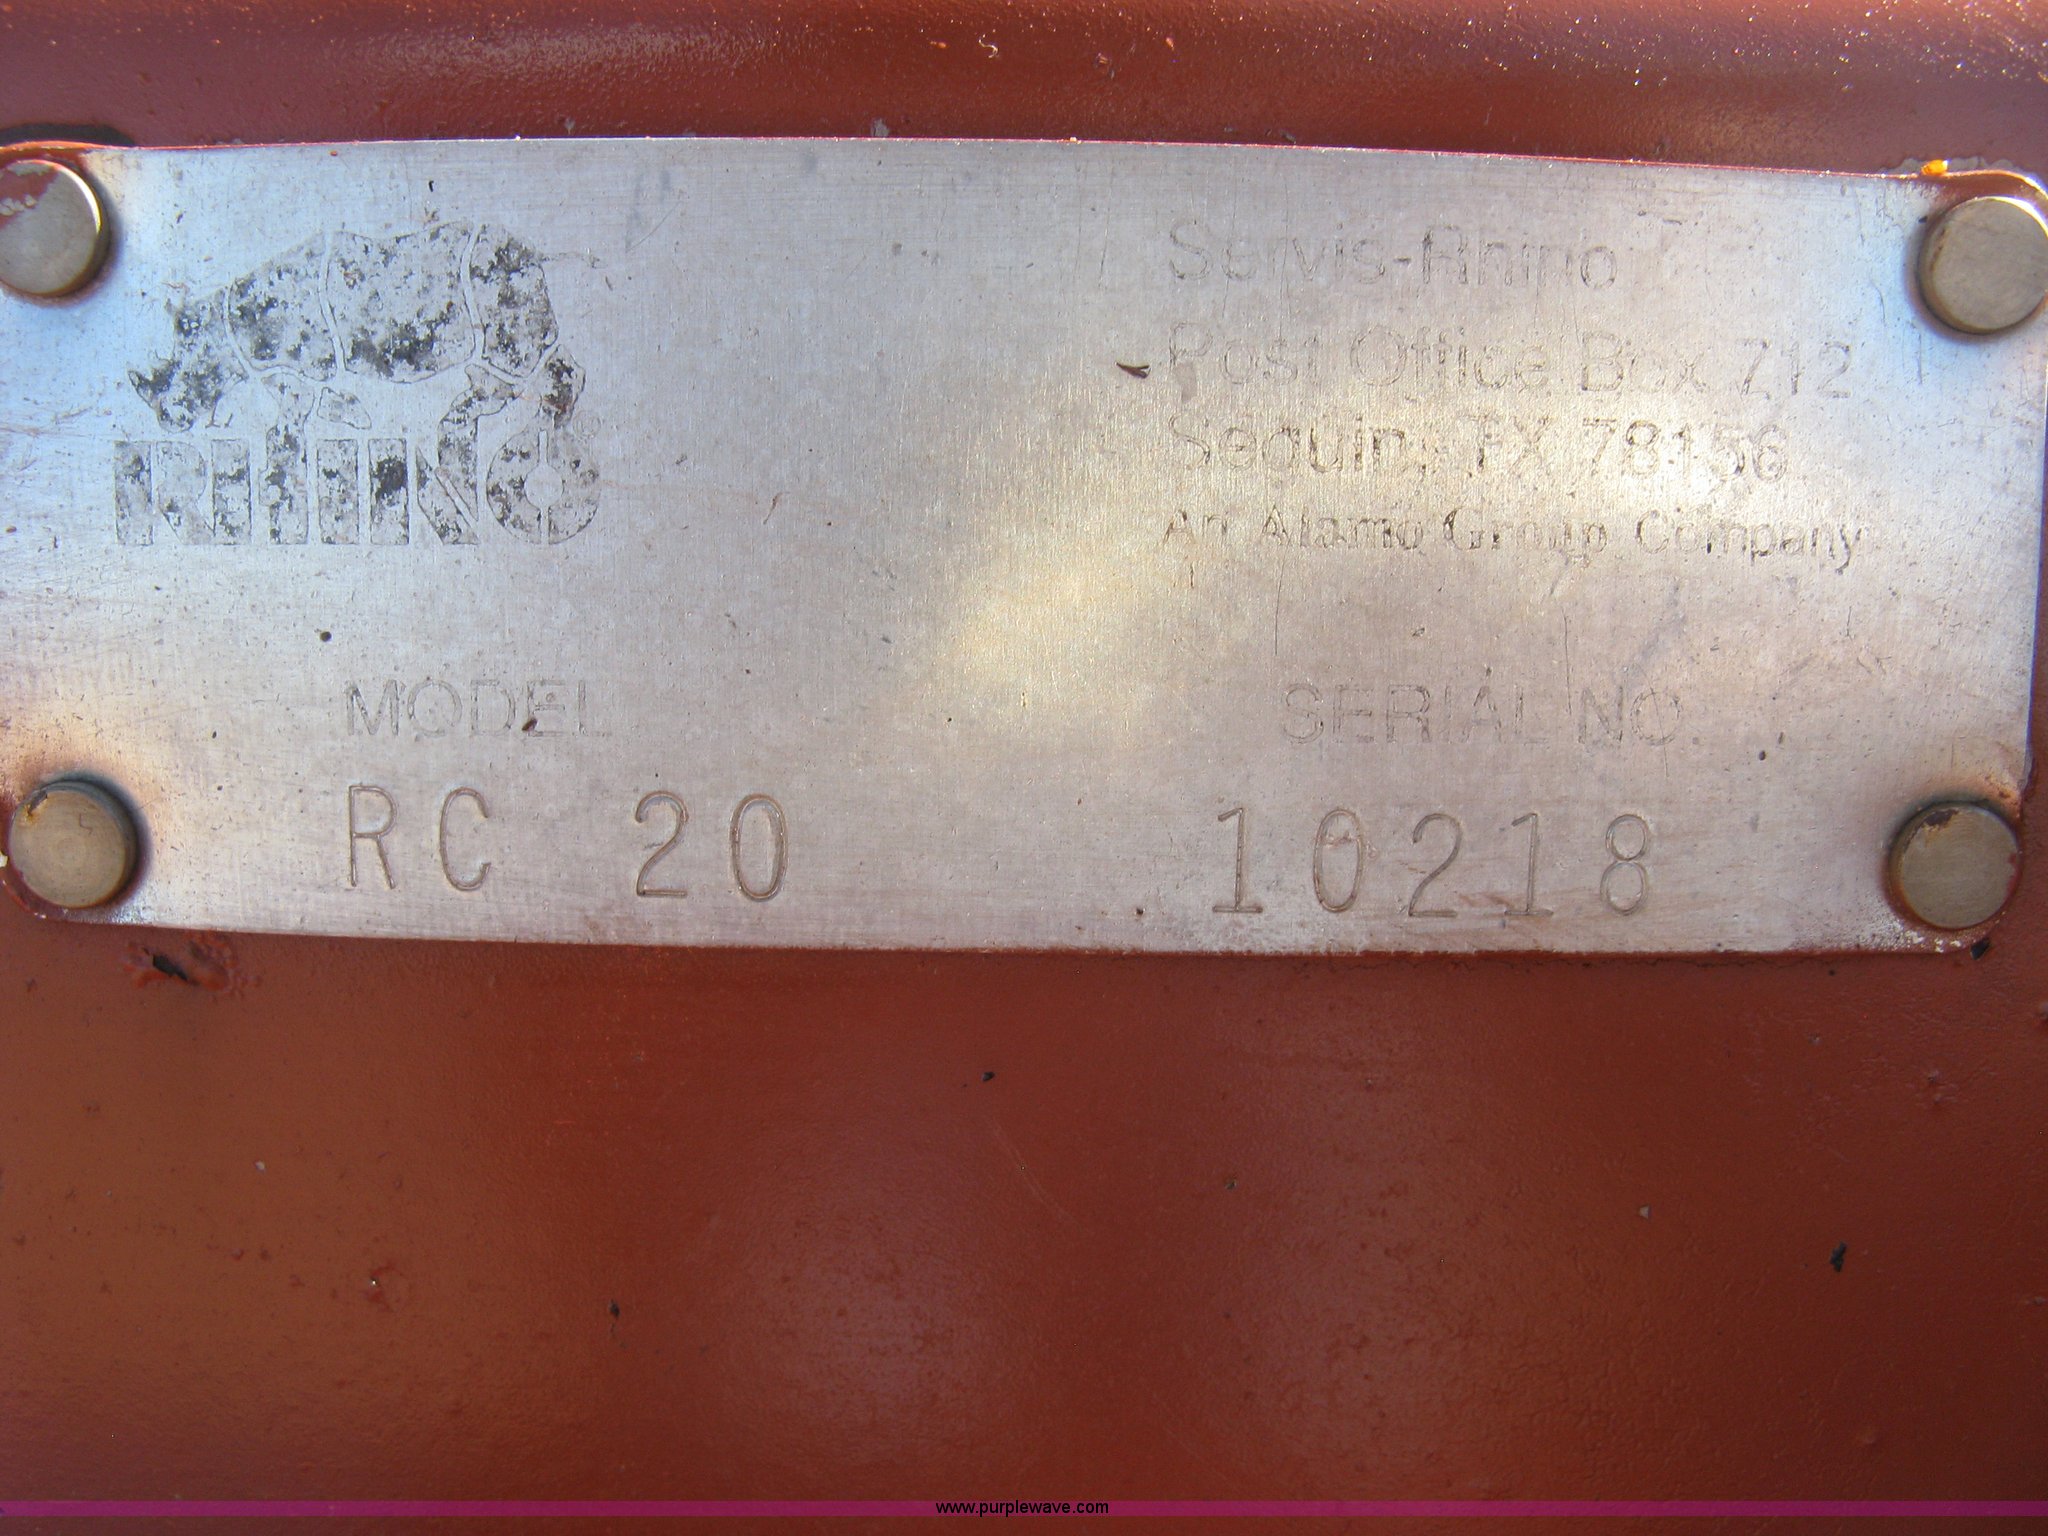 Servis-Rhino
Post Office Box 712
Seguin, TX 78156
An Alamo Group Company
RHINO®
MODEL
SERIAL NO.
RC 20
10218
www.purplewave.com